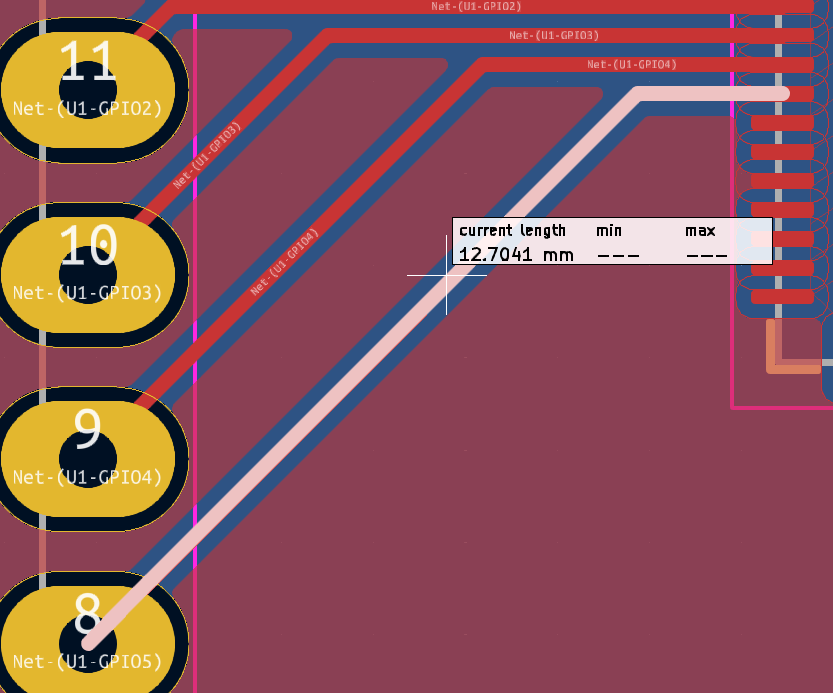 Net-(U1-GPIO2)
Net-(U1-GPIO3)
Net-(U1-GPIO4)
11
Net-(U1-GPIO2)
Net-(U1-GPIO3)
10
Net-(U1-GPIO3)
current length min max
12.7041 mm --- ---
Net-(U1-GPIO4)
9
Net-(U1-GPIO4)
8
Net-(U1-GPIO5)